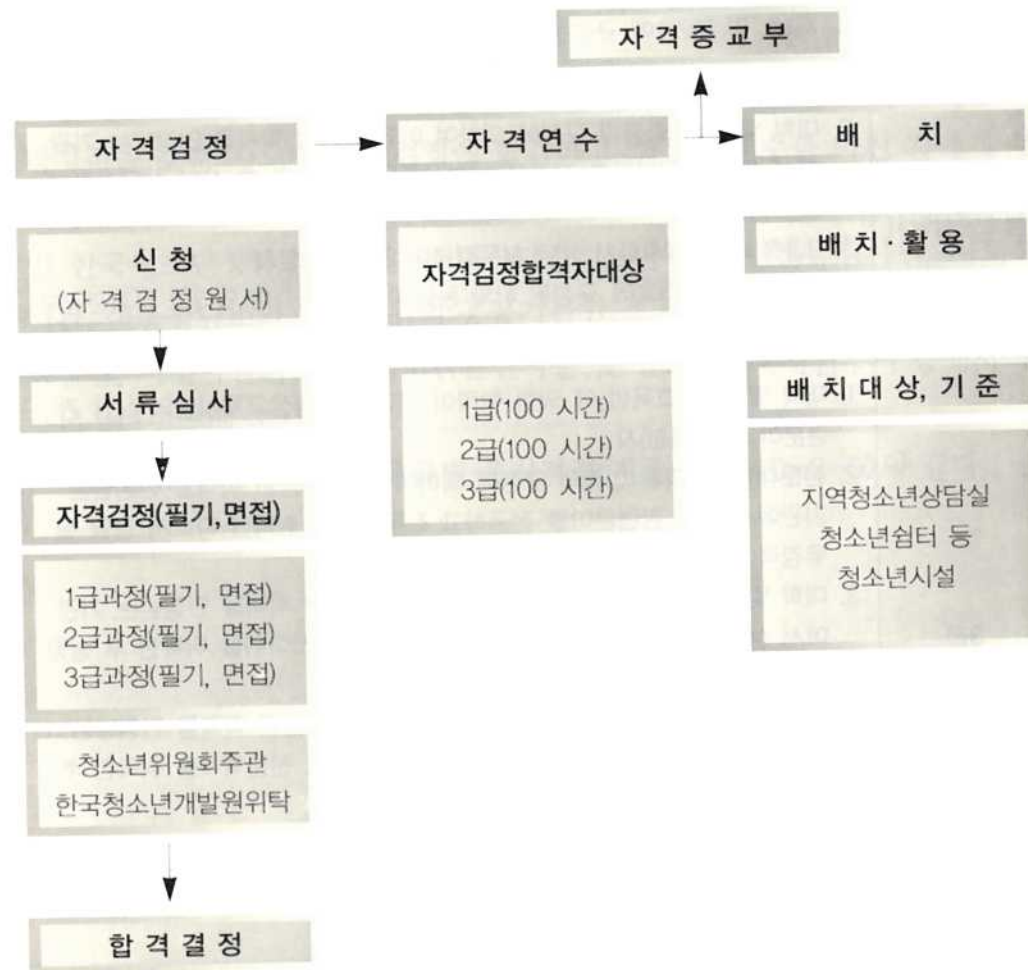 자격증교부
자격검정
자격연수
배 치
신청
(자격검정원서)
서류심사
자격검정(필기,면접)
1급과정(필기, 면접)
2급과정(필기, 면접)
3급과정(필기, 면접)
청소년위원회주관
한국청소년개발원위탁
합격결정
자격검정합격자대상
1급(100 시간)
2급(100 시간)
3급(100 시간)
배치·활용
배치대상, 기준
지역청소년상담실
청소년쉼터 등
청소년시설